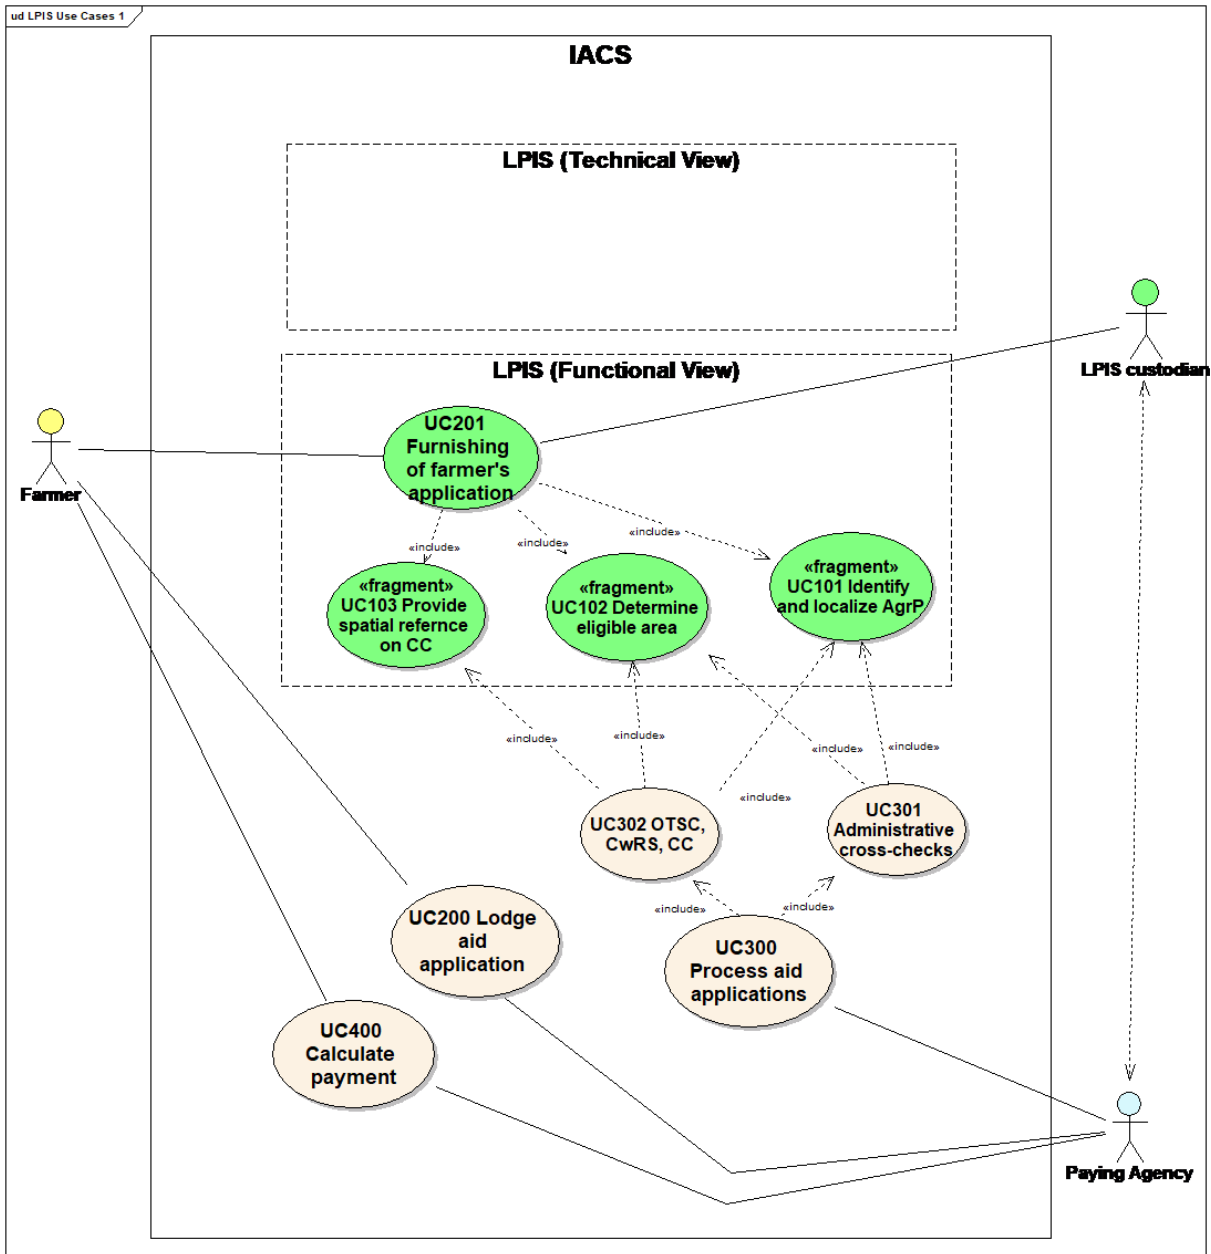 ud LPIS Use Cases 1
IACS
LPIS (Technical View)
LPIS custodian
LPIS (Functional View)
Farmer
UC201
Furnishing
of farmer's
application
«include»
«include»
«include»
«fragment»
UC103 Provide
spatial refernce
on CC
«fragment»
UC102 Determine
eligible area
«fragment»
UC101 Identify
and localize AgrP
«include»
«include»
«include»
«include»
«include»
UC302 OTSC,
CwRS, CC
UC301
Administrative
cross-checks
«include»
«include»
UC200 Lodge
aid
application
UC300
Process aid
applications
UC400
Calculate
payment
Paying Agency